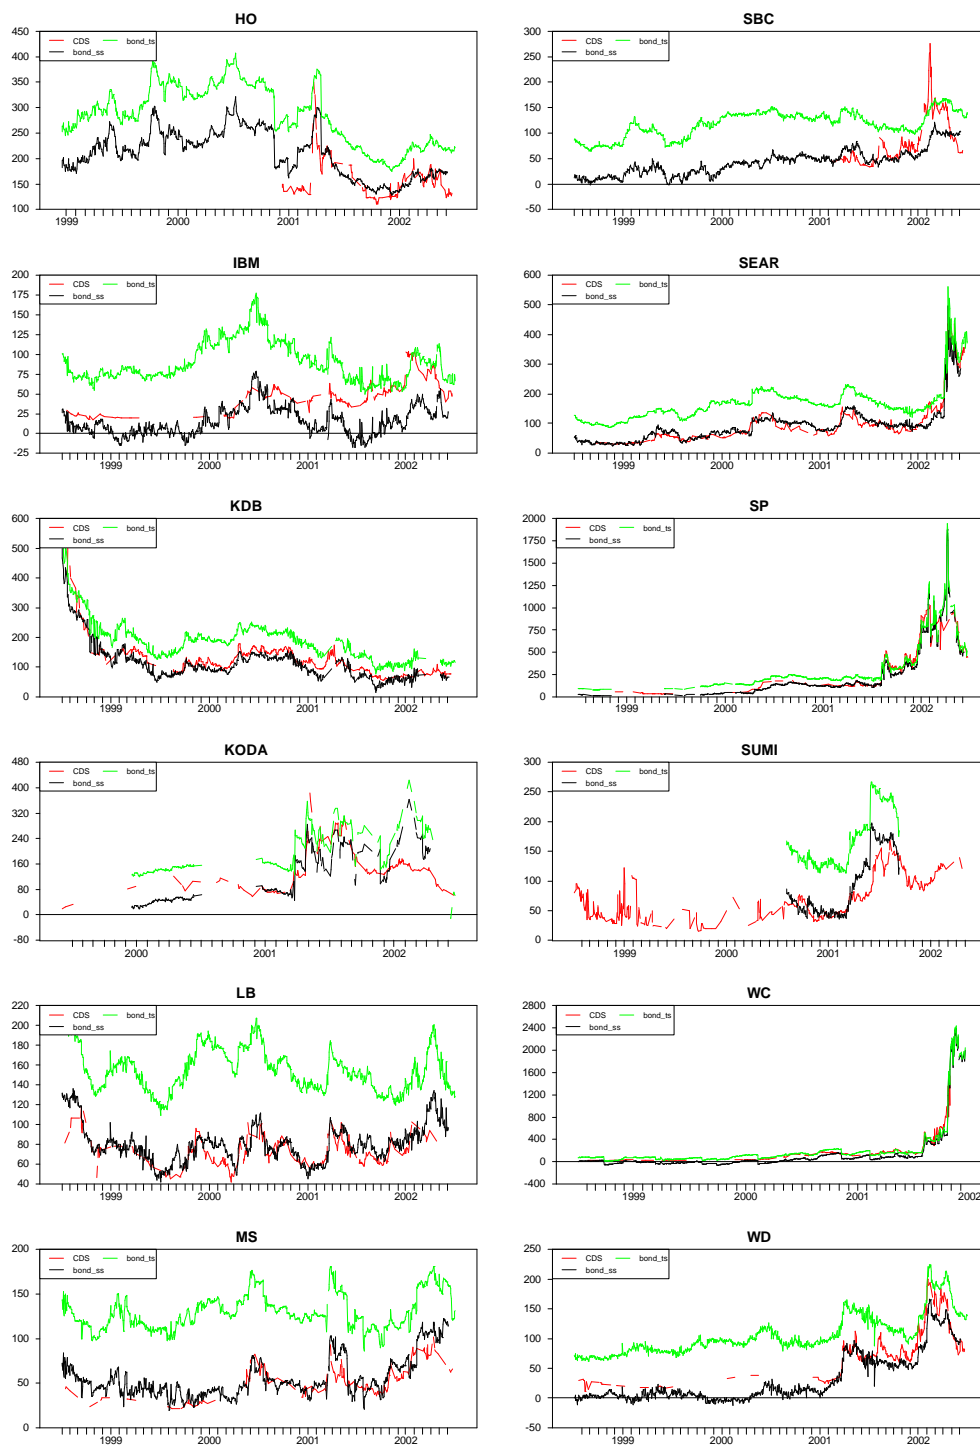 HO
CDS bond_ts
bond_ss
450
400
350
300
250
200
150
100
1999 2000 2001 2002
SBC
CDS bond_ts
bond_ss
300
250
200
150
100
50
0
-50
1999 2000 2001 2002
IBM
CDS bond_ts
bond_ss
200
175
150
125
100
75
50
25
0
-25
1999 2000 2001 2002
SEAR
CDS bond_ts
bond_ss
600
500
400
300
200
100
0
1999 2000 2001 2002
KDB
CDS bond_ts
bond_ss
600
500
400
300
200
100
0
1999 2000 2001 2002
SP
CDS bond_ts
bond_ss
2000
1750
1500
1250
1000
750
500
250
0
1999 2000 2001 2002
KODA
CDS bond_ts
bond_ss
480
400
320
240
160
80
0
-80
2000 2001 2002
SUMI
CDS bond_ts
bond_ss
300
250
200
150
100
50
0
1999 2000 2001 2002
LB
CDS bond_ts
bond_ss
220
200
180
160
140
120
100
80
60
40
1999 2000 2001 2002
WC
CDS bond_ts
bond_ss
2800
2400
2000
1600
1200
800
400
0
-400
1999 2000 2001 2002
MS
CDS bond_ts
bond_ss
200
150
100
50
0
1999 2000 2001 2002
WD
CDS bond_ts
bond_ss
250
200
150
100
50
0
-50
1999 2000 2001 2002